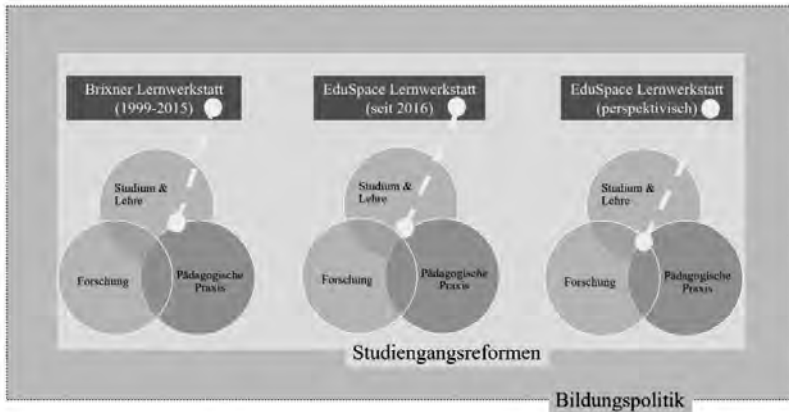 Brixner Lernwerkstatt
(1999-2015)
Studium &
Lehre
Forschung
Pädagogische
Praxis
EduSpace Lernwerkstatt
(seit 2016)
Studium &
Lehre
Forschung
Pädagogische
Praxis
EduSpace Lernwerkstatt
(perspektivisch)
Studium &
Lehre
Forschung
Pädagogische
Praxis
Studiengangsreformen
Bildungspolitik